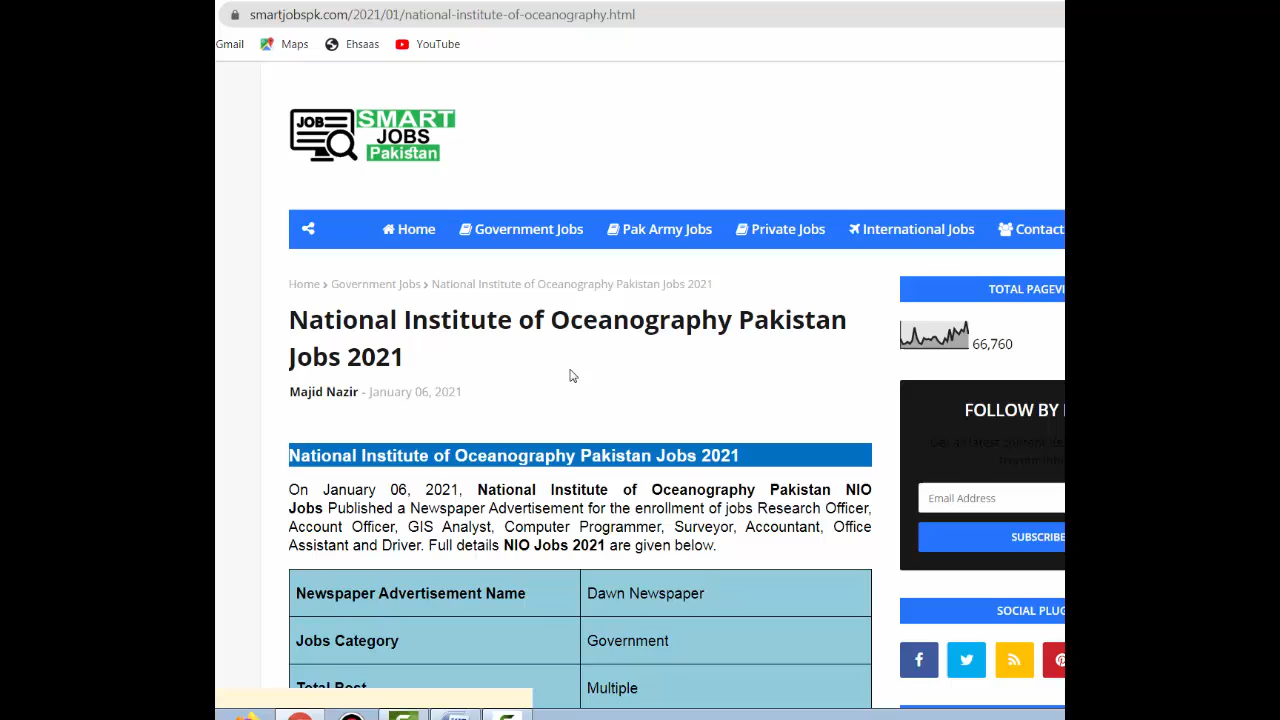 smartjobspk.com/2021/01/national-institute-of-oceanography.html
Gmail Maps Ehsaas YouTube
JOB SMART
JOBS
Pakistan
Home Government Jobs Pak Army Jobs Private Jobs International Jobs Contact
Home > Government Jobs > National Institute of Oceanography Pakistan Jobs 2021
National Institute of Oceanography Pakistan
Jobs 2021
Majid Nazir - January 06, 2021
National Institute of Oceanography Pakistan Jobs 2021
On January 06, 2021, National Institute of Oceanography Pakistan NIO
Jobs Published a Newspaper Advertisement for the enrollment of jobs Research Officer,
Account Officer, GIS Analyst, Computer Programmer, Surveyor, Accountant, Office
Assistant and Driver. Full details NIO Jobs 2021 are given below.
Newspaper Advertisement Name Dawn Newspaper
Jobs Category Government
Total Post Multiple
TOTAL PAGEVI
66,760
FOLLOW BY
Email Address
SUBSCRIBE
SOCIAL PLUG